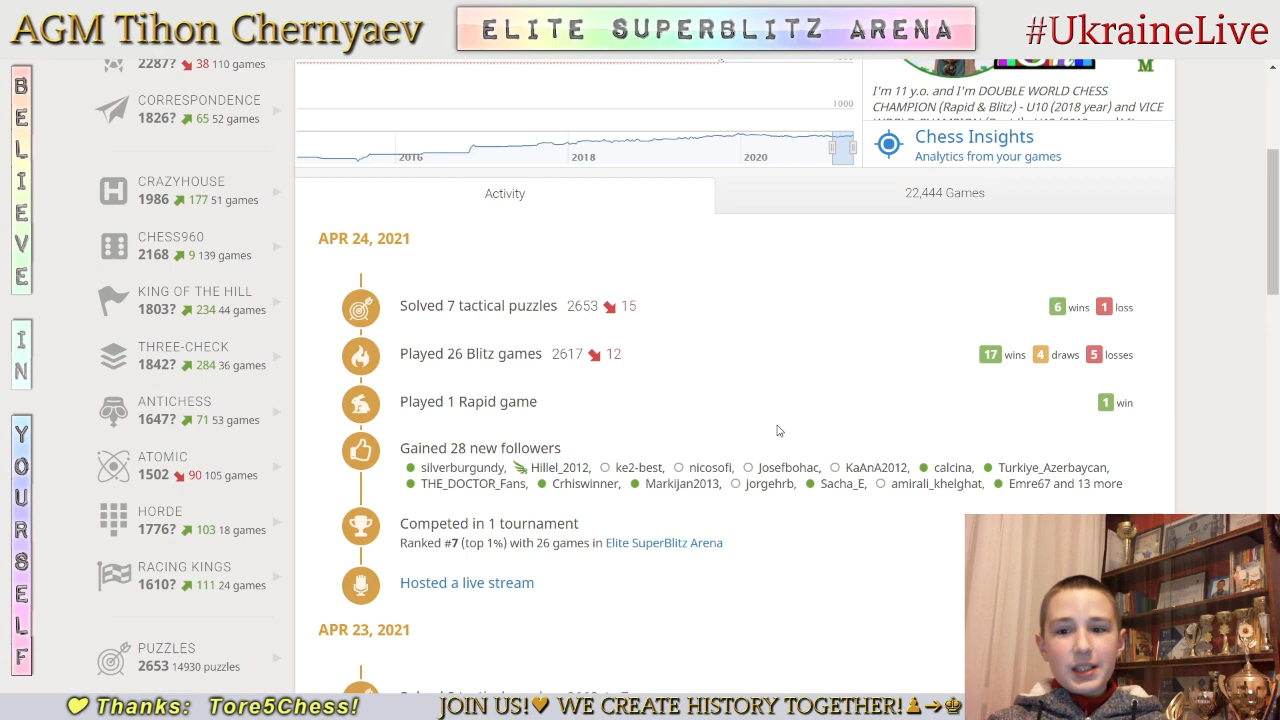 AGM Tihon Chernyaev
ELITE SUPERBLITZ ARENA
#UkraineLive
BELIEVE
IN
YOURSELF
2287? 38 110 games
CORRESPONDENCE
1826? 65 52 games
CRAZYHOUSE
1986 177 51 games
CHESS960
2168 9 139 games
KING OF THE HILL
1803? 234 44 games
THREE-CHECK
1842? 284 36 games
ANTICHESS
1647? 71 53 games
ATOMIC
1502 90 105 games
HORDE
1776? 103 18 games
RACING KINGS
1610? 111 24 games
PUZZLES
2653 14930 puzzles
1000
2016 2018 2020
M
I'm 11 y.o. and I'm DOUBLE WORLD CHESS
CHAMPION (Rapid & Blitz) - U10 (2018 year) and VICE
Chess Insights
Analytics from your games
Activity
22,444 Games
APR 24, 2021
Solved 7 tactical puzzles 2653 15
6 wins 1 loss
Played 26 Blitz games 2617 12
17 wins 4 draws 5 losses
Played 1 Rapid game
1 win
Gained 28 new followers
silverburgundy, Hillel_2012, ke2-best, nicosofi, Josefbohac, KaAnA2012, calcina, Turkiye_Azerbaycan,
THE_DOCTOR_Fans, Crhiswinner, Markijan2013, jorgehrb, Sacha_E, amirali_khelghat, Emre67 and 13 more
Competed in 1 tournament
Ranked #7 (top 1%) with 26 games in Elite SuperBlitz Arena
Hosted a live stream
APR 23, 2021
Thanks: Tore5Chess!
JOIN US! WE CREATE HISTORY TOGETHER!